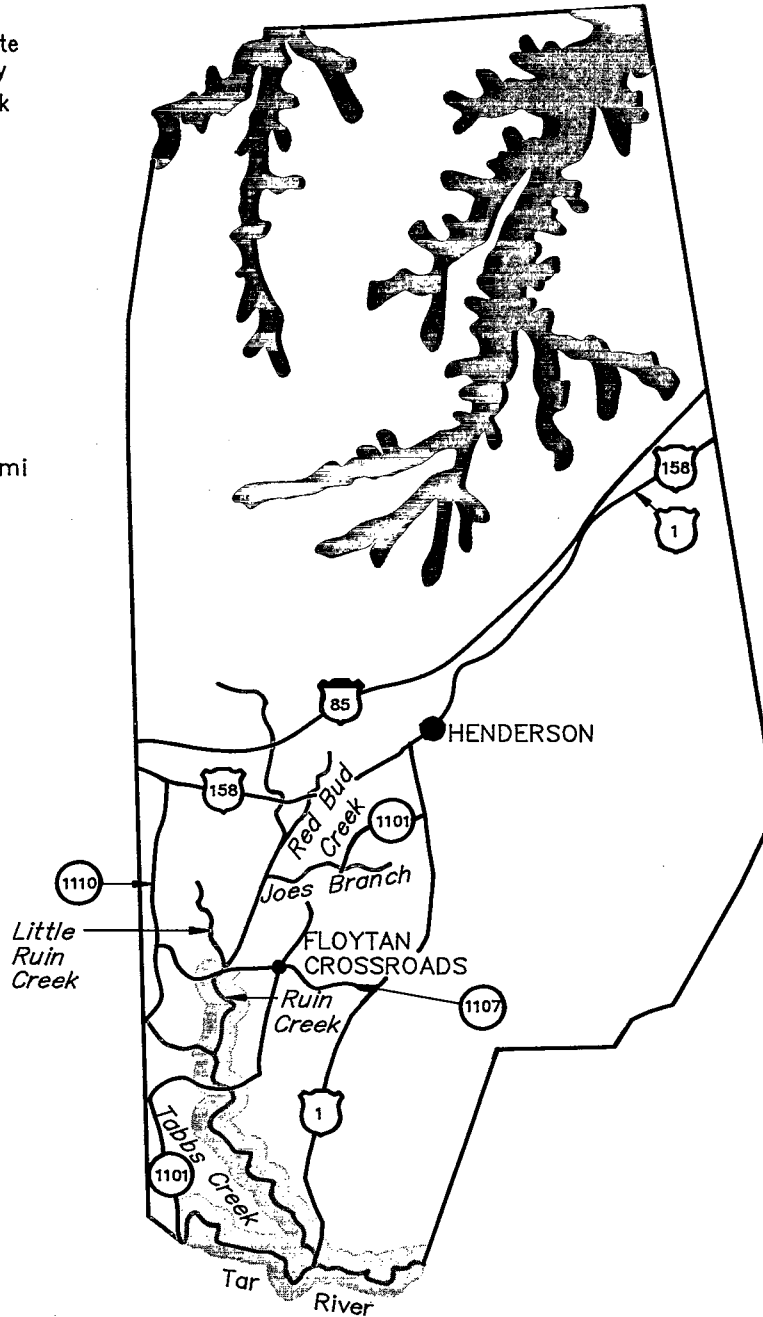 te
y
k
mi
158
1
85
HENDERSON
158
Red Bud
Creek
1101
1110
Joes Branch
Little
Ruin
Creek
FLOYTAN
CROSSROADS
Ruin
Creek
1107
1
Tabbs Creek
1101
Tar River